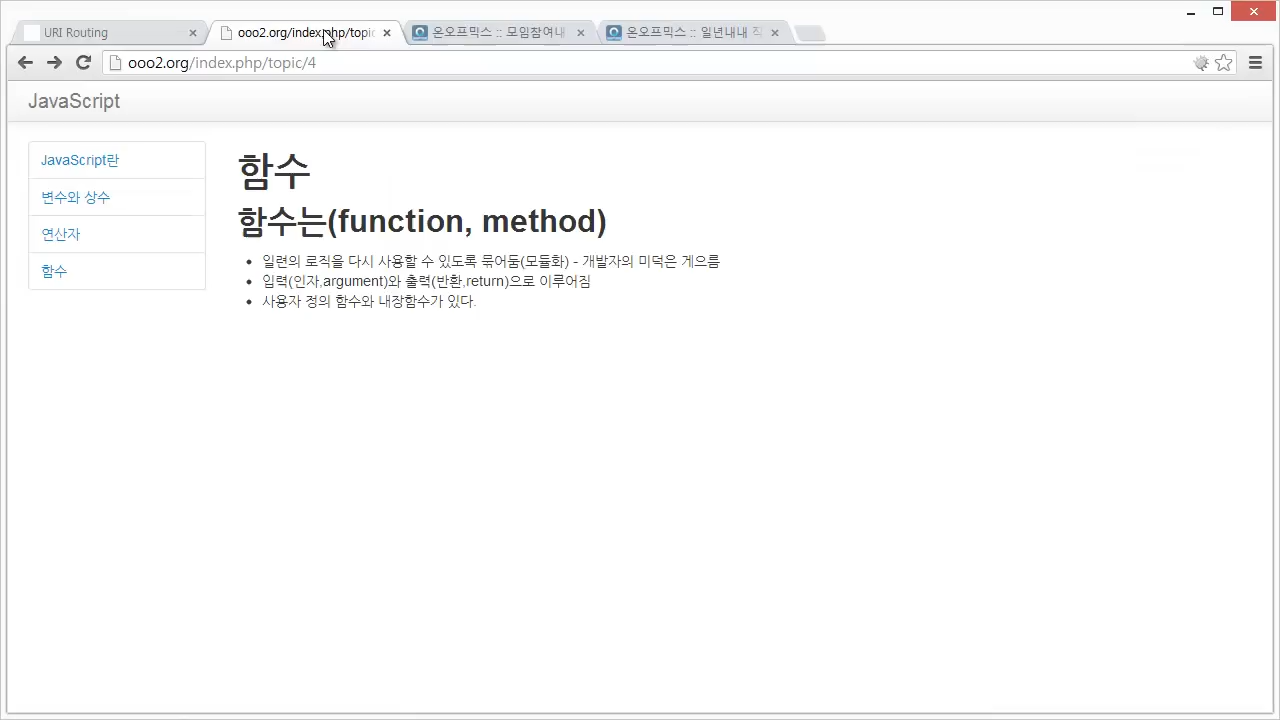 URI Routing
ooo2.org/index.php/topic
온오프믹스 :: 모임참여내
온오프믹스 :: 일년내내
ooo2.org/index.php/topic/4
JavaScript
JavaScript란
변수와 상수
연산자
함수
함수
함수는(function, method)
• 일련의 로직을 다시 사용할 수 있도록 묶어둠(모듈화) - 개발자의 미덕은 게으름
• 입력(인자,argument)와 출력(반환,return)으로 이루어짐
• 사용자 정의 함수와 내장함수가 있다.